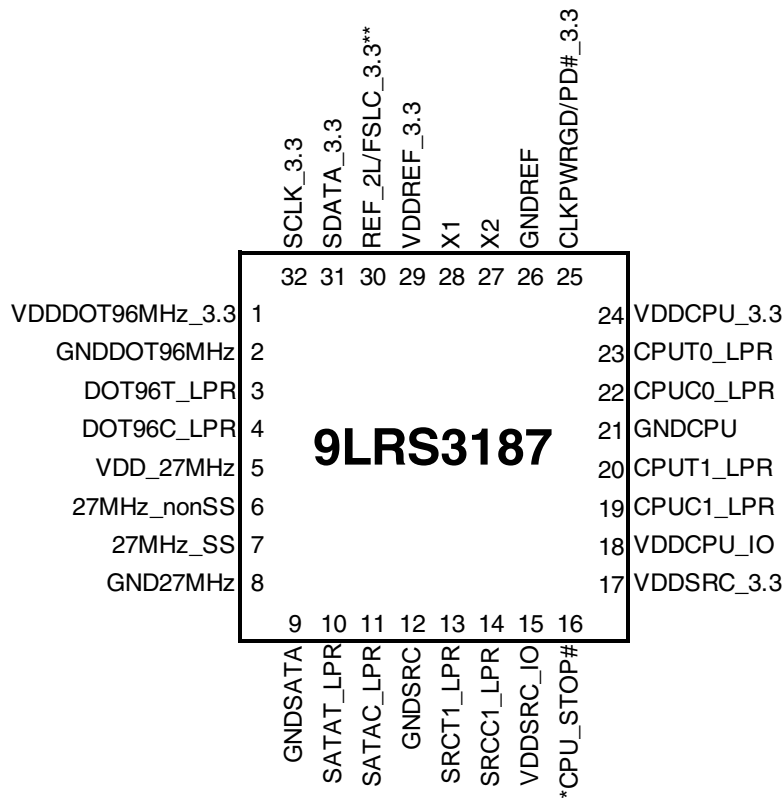 SCLK_3.3
SDATA_3.3
REF_2L/FSLC_3.3**
VDDREF_3.3
X1
X2
GNDREF
CLKPWRGD/PD#_3.3
32 31 30 29 28 27 26 25
VDDDOT96MHz_3.3 1
GNDDOT96MHz 2
DOT96T_LPR 3
DOT96C_LPR 4
VDD_27MHz 5
27MHz_nonSS 6
27MHz_SS 7
GND27MHz 8
9LRS3187
24 VDDCPU_3.3
23 CPUT0_LPR
22 CPUC0_LPR
21 GNDCPU
20 CPUT1_LPR
19 CPUC1_LPR
18 VDDCPU_IO
17 VDDSRC_3.3
9 10 11 12 13 14 15 16
GNDSATA
SATAT_LPR
SATAC_LPR
GNDSRC
SRCT1_LPR
SRCC1_LPR
VDDSRC_IO
*CPU_STOP#